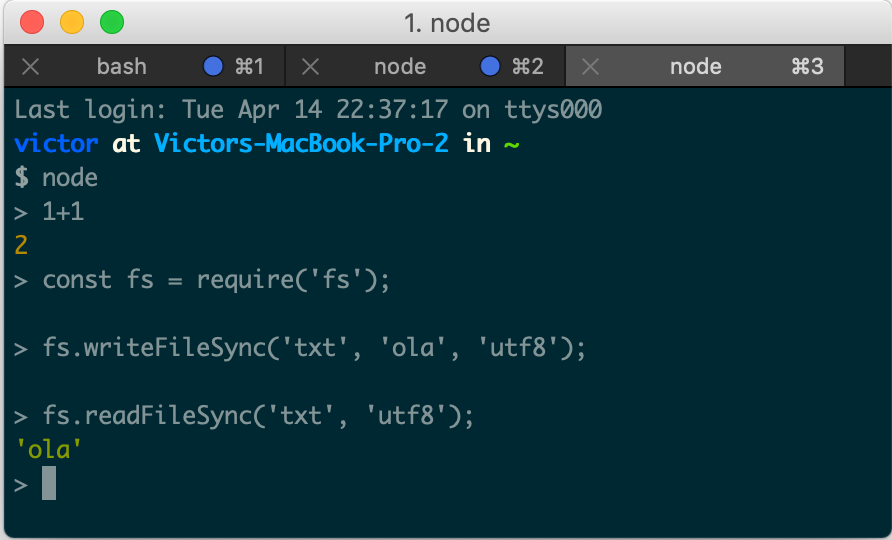 1. node
bash ⌘1 node ⌘2 node ⌘3
Last login: Tue Apr 14 22:37:17 on ttys000
victor at Victors-MacBook-Pro-2 in ~
$ node
> 1+1
2
> const fs = require('fs');
> fs.writeFileSync('txt', 'ola', 'utf8');
> fs.readFileSync('txt', 'utf8');
'ola'
>